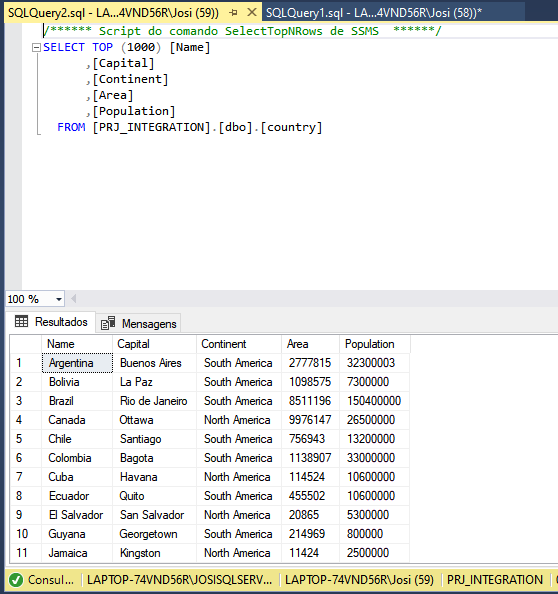 SQLQuery2.sql - LA...4VND56R\Josi (59))
SQLQuery1.sql - LA...4VND56R\Josi (58))*
/****** Script do comando SelectTopNRows de SSMS ******/
SELECT TOP (1000) [Name]
,[Capital]
,[Continent]
,[Area]
,[Population]
FROM [PRJ_INTEGRATION].[dbo].[country]
100 %
Resultados Mensagens
Name Capital Continent Area Population
1 Argentina Buenos Aires South America 2777815 32300003
2 Bolivia La Paz South America 1098575 7300000
3 Brazil Rio de Janeiro South America 8511196 150400000
4 Canada Ottawa North America 9976147 26500000
5 Chile Santiago South America 756943 13200000
6 Colombia Bagota South America 1138907 33000000
7 Cuba Havana North America 114524 10600000
8 Ecuador Quito South America 455502 10600000
9 El Salvador San Salvador North America 20865 5300000
10 Guyana Georgetown South America 214969 800000
11 Jamaica Kingston North America 11424 2500000
Consul... LAPTOP-74VND56R\JOSISQLSERV... LAPTOP-74VND56R\Josi (59) PRJ_INTEGRATION